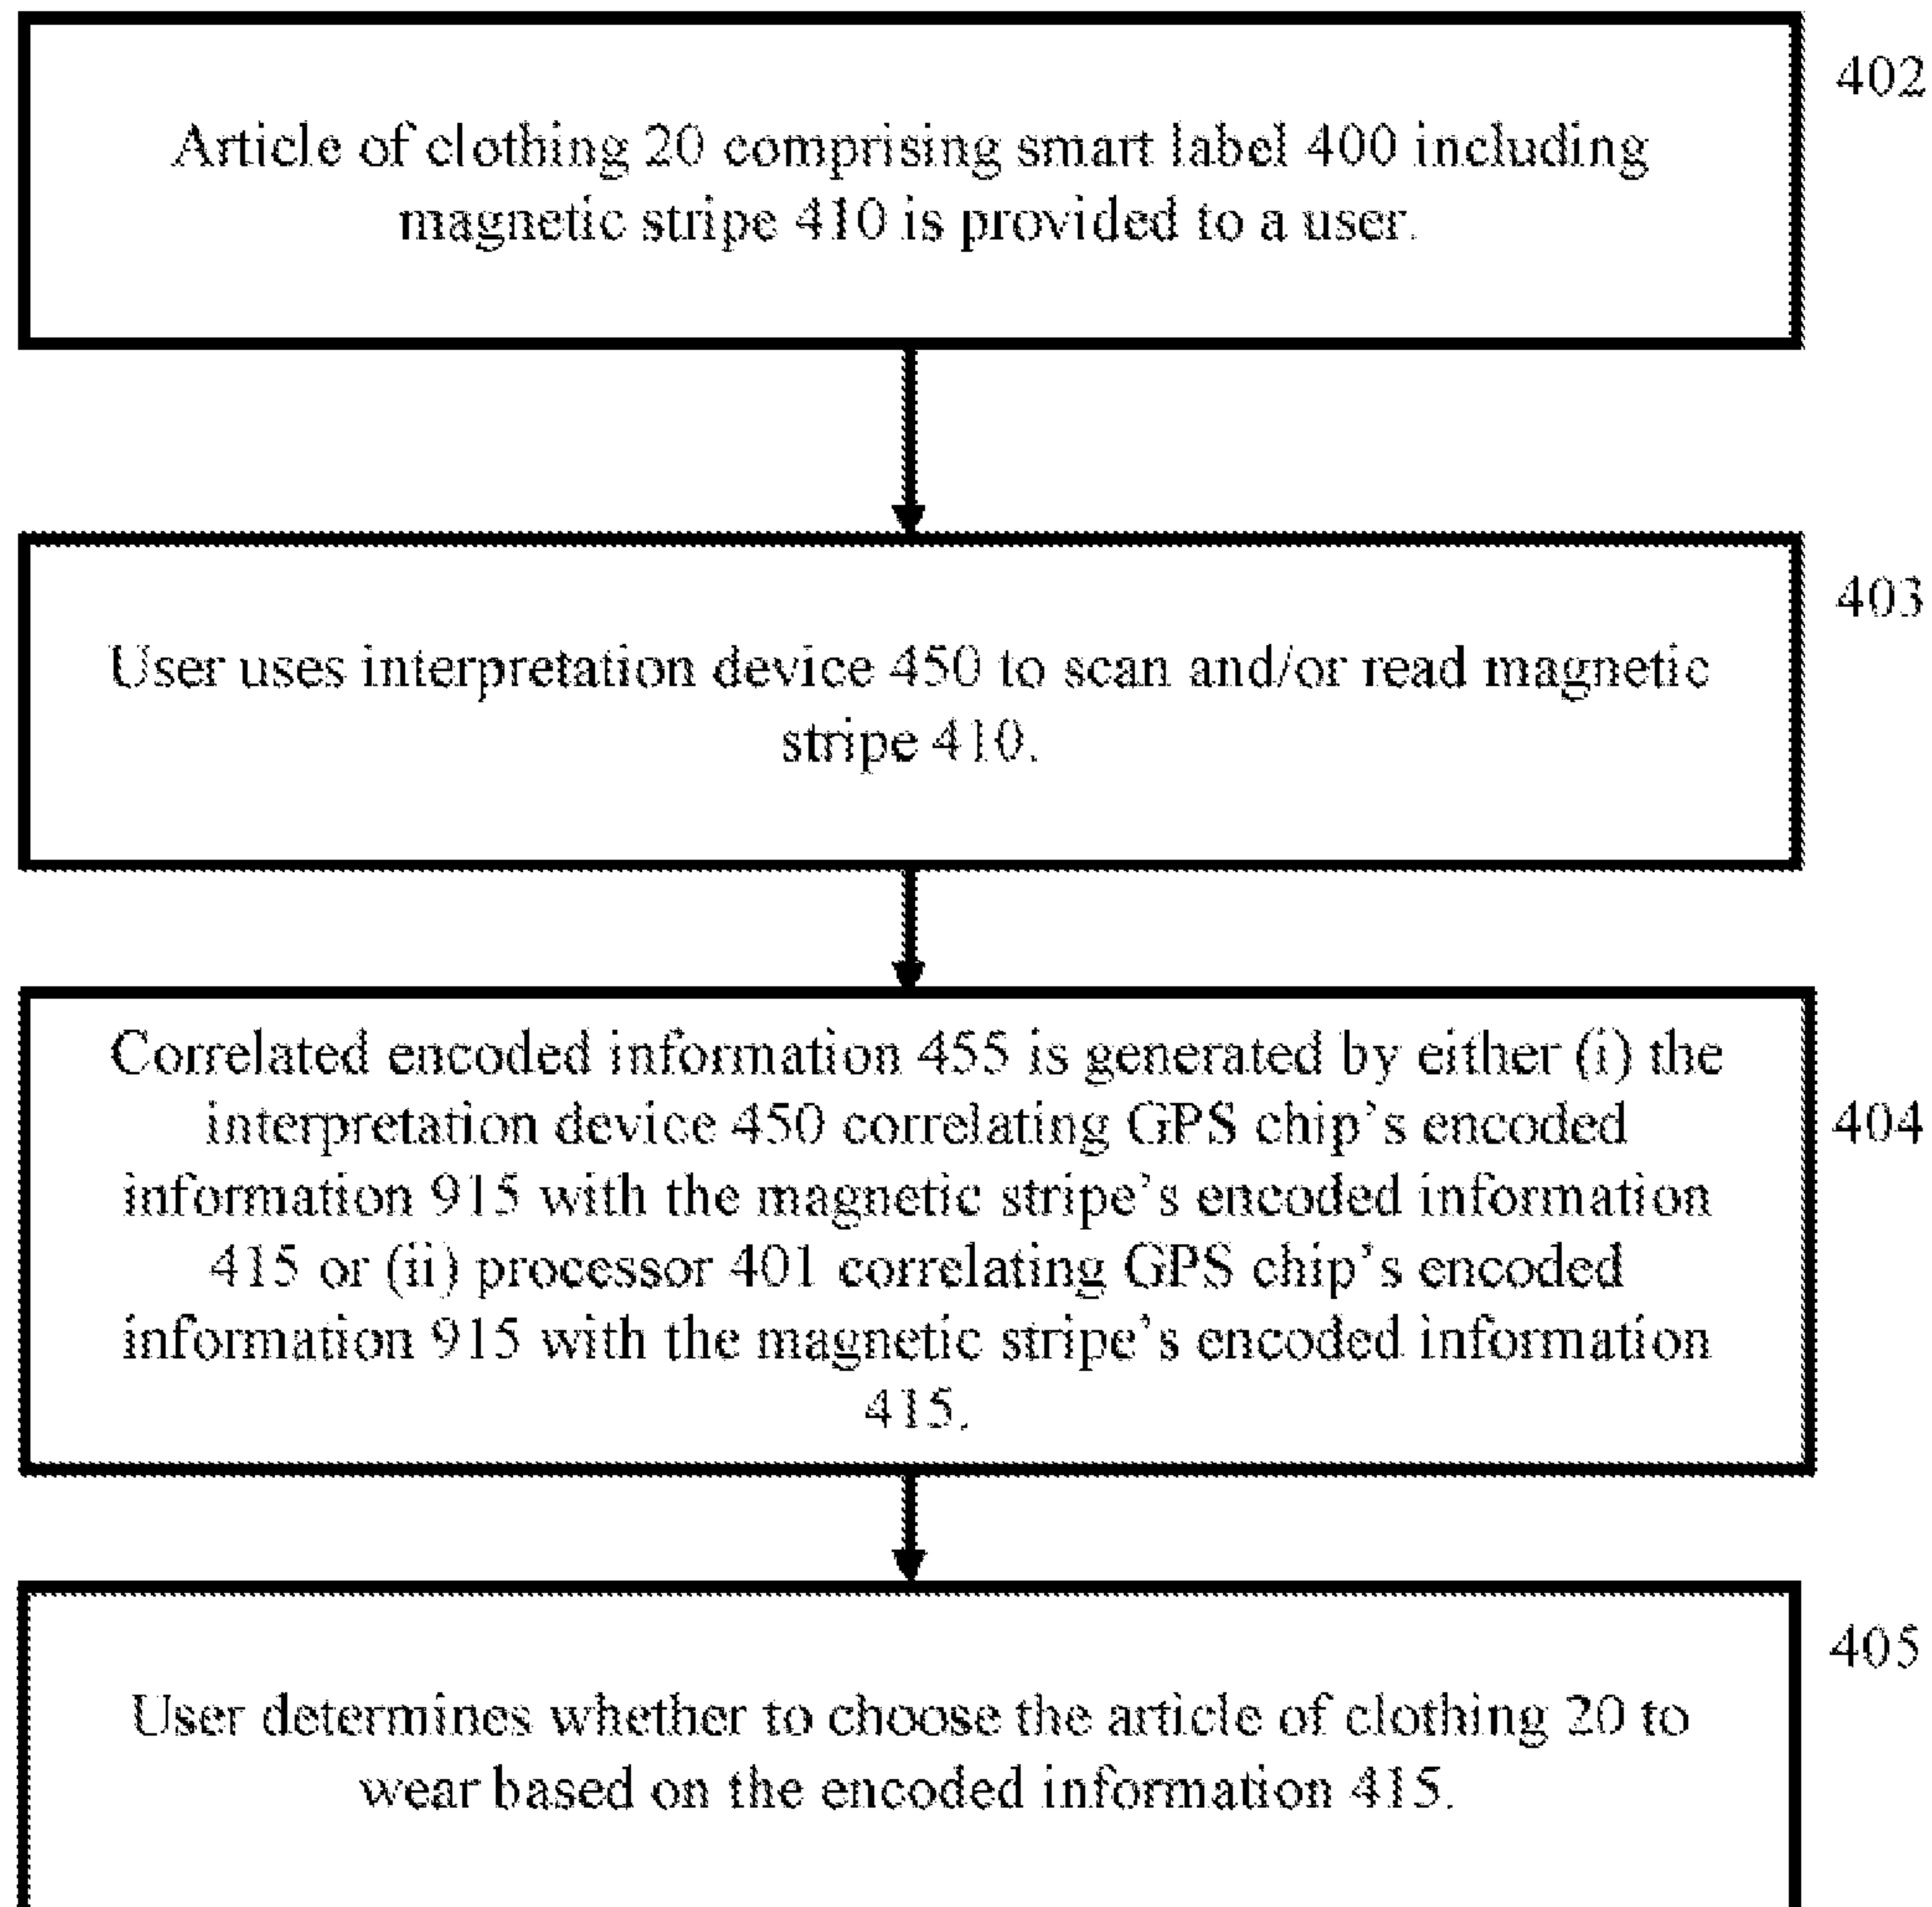 402
Article of clothing 20 comprising smart label 400 including
magnetic stripe 410 is provided to a user.
403
User uses interpretation device 450 to scan and/or read magnetic
stripe 410.
Correlated encoded information 455 is generated by either (i) the
interpretation device 450 correlating GPS chip's encoded
404
information 915 with the magnetic stripe's encoded information
415 or (ii) processor 401 correlating GPS chip's encoded
information 915 with the magnetic stripe's encoded information
415.
405
User determines whether to choose the article of clothing 20 to
wear based on the encoded information 415.